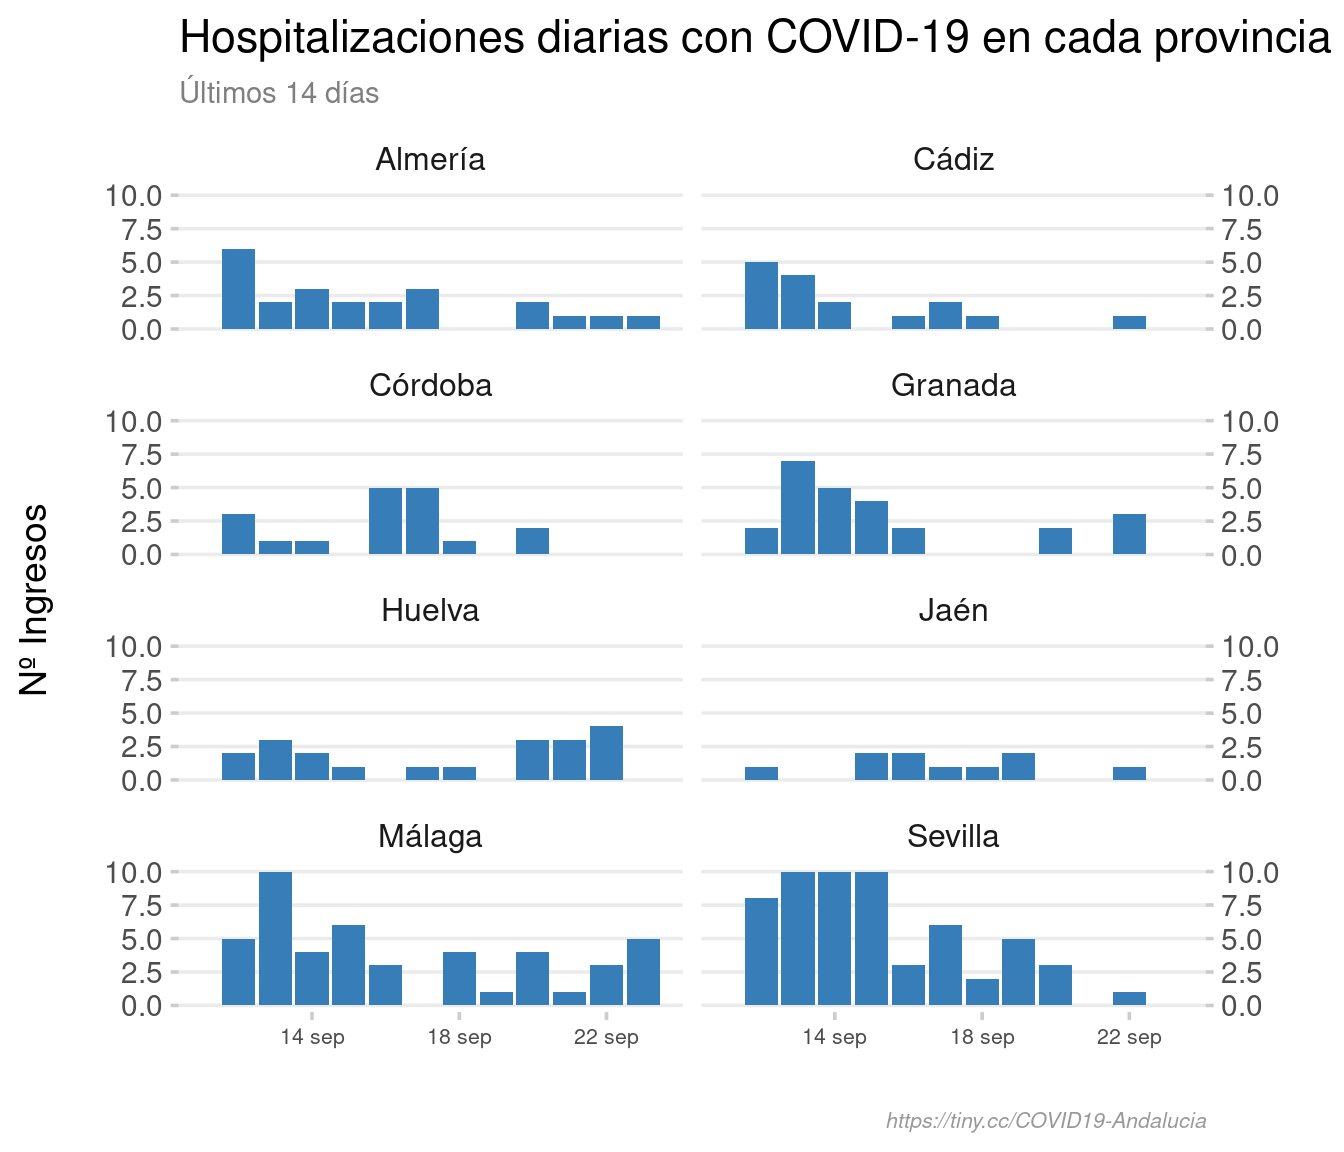 Hospitalizaciones diarias con COVID-19 en cada provincia
Últimos 14 días
Almería
Cádiz
10.0
7.5
5.0
2.5
0.0
10.0
7.5
5.0
2.5
0.0
Córdoba
Granada
10.0
7.5
5.0
2.5
0.0
10.0
7.5
5.0
2.5
0.0
Nº Ingresos
Huelva
Jaén
10.0
7.5
5.0
2.5
0.0
10.0
7.5
5.0
2.5
0.0
Málaga
Sevilla
10.0
7.5
5.0
2.5
0.0
10.0
7.5
5.0
2.5
0.0
14 sep 18 sep 22 sep
14 sep 18 sep 22 sep
https://tiny.cc/COVID19-Andalucia